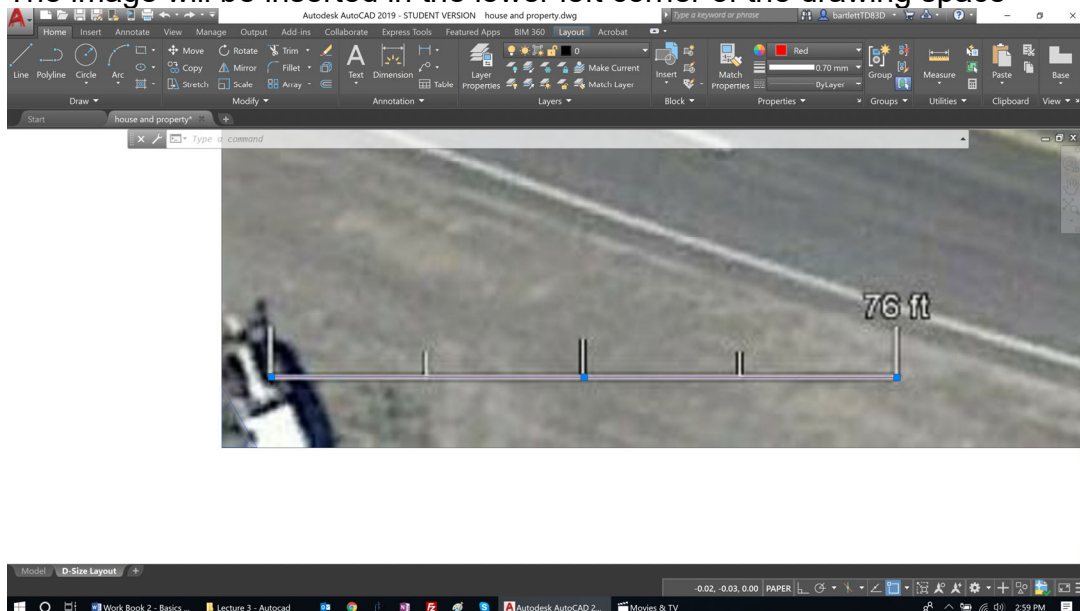 The image will be inserted in the lower left corner of the drawing space
Autodesk AutoCAD 2019 - STUDENT VERSION house and property.dwg
Type a keyword or phrase
bartlettTD83D
Home Insert Annotate View Manage Output Add-ins Collaborate Express Tools Featured Apps BIM 360 Layout Acrobat
Move Rotate Trim
0
Red
Copy Mirror Fillet
Make Current
0.70 mm
Line Polyline Circle Arc
Text Dimension
Layer Properties
Insert
Match Properties
Group
Measure
Paste
Base
Stretch Scale Array
Table
Match Layer
ByLayer
Draw
Modify
Annotation
Layers
Block
Properties
Groups
Utilities
Clipboard
View
Start
house and property*
Type a command
76 ft
Model D-Size Layout
-0.02, -0.03, 0.00 PAPER
Work Book 2 - Basics ...
Lecture 3 - Autocad
Autodesk AutoCAD 2...
Movies & TV
2:59 PM